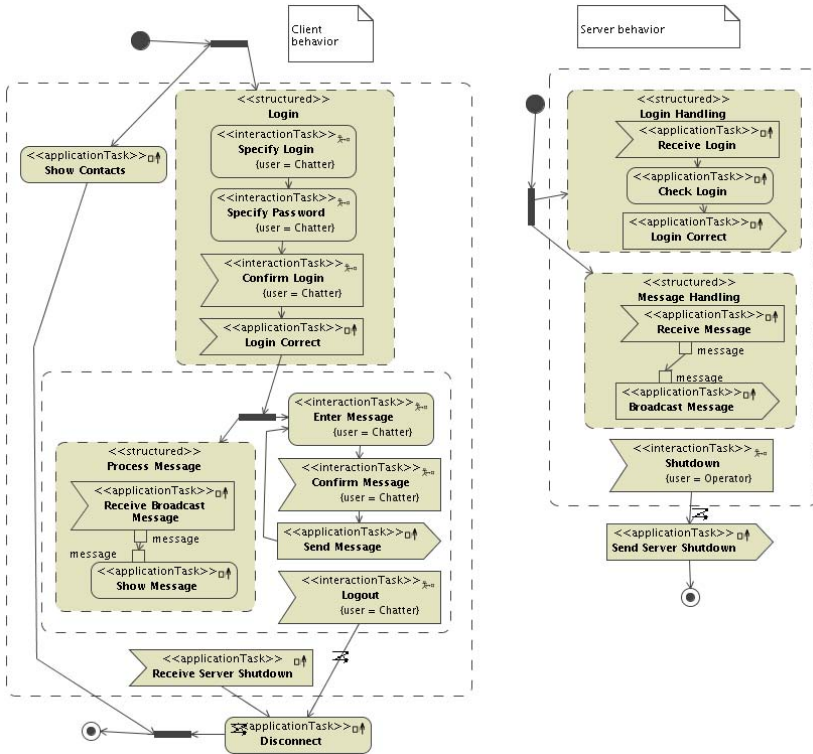 Client
behavior
<<structured>>
Login
<<interactionTask>>
Specify Login
{user = Chatter}
<<interactionTask>>
Specify Password
{user = Chatter}
<<interactionTask>>
Confirm Login
{user = Chatter}
<<applicationTask>>
Login Correct
<<applicationTask>>
Show Contacts
<<interactionTask>>
Enter Message
{user = Chatter}
<<structured>>
Process Message
<<applicationTask>>
Receive Broadcast
Message
message
message
<<applicationTask>>
Show Message
<<interactionTask>>
Confirm Message
{user = Chatter}
<<applicationTask>>
Send Message
<<interactionTask>>
Logout
{user = Chatter}
<<applicationTask>>
Receive Server Shutdown
<<applicationTask>>
Disconnect
Server behavior
<<structured>>
Login Handling
<<applicationTask>>
Receive Login
<<applicationTask>>
Check Login
<<applicationTask>>
Login Correct
<<structured>>
Message Handling
<<applicationTask>>
Receive Message
message
message
<<applicationTask>>
Broadcast Message
<<interactionTask>>
Shutdown
{user = Operator}
<<applicationTask>>
Send Server Shutdown